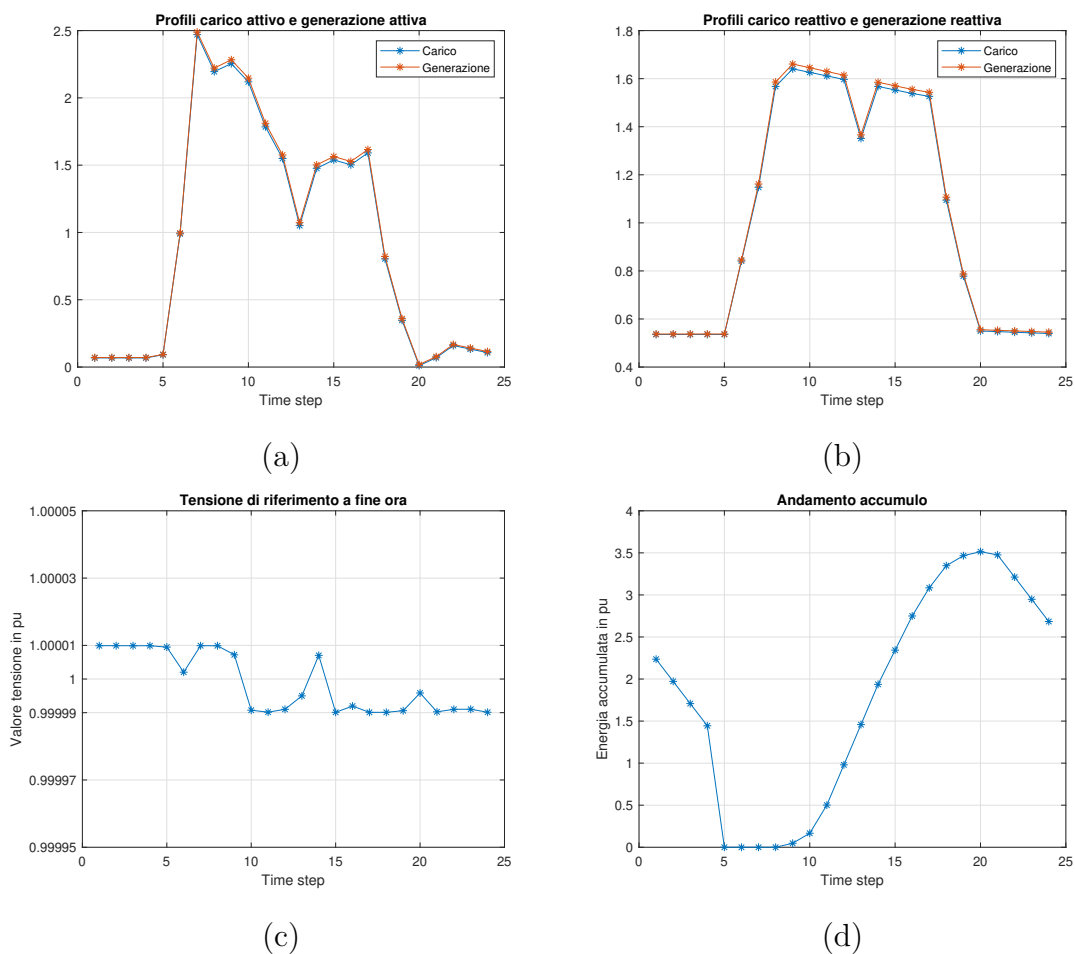 Profili carico attivo e generazione attiva
2.5
2
1.5
1
0.5
0
Carico
Generazione
0 5 10 15 20 25
Time step
(a)
Profili carico reattivo e generazione reattiva
1.8
1.6
1.4
1.2
1
0.8
0.6
0.4
Carico
Generazione
0 5 10 15 20 25
Time step
(b)
Tensione di riferimento a fine ora
Valore tensione in pu
1.00005
1.00003
1.00001
1
0.99999
0.99997
0.99995
0 5 10 15 20 25
Time step
(c)
Andamento accumulo
Energia accumulata in pu
4
3.5
3
2.5
2
1.5
1
0.5
0
0 5 10 15 20 25
Time step
(d)